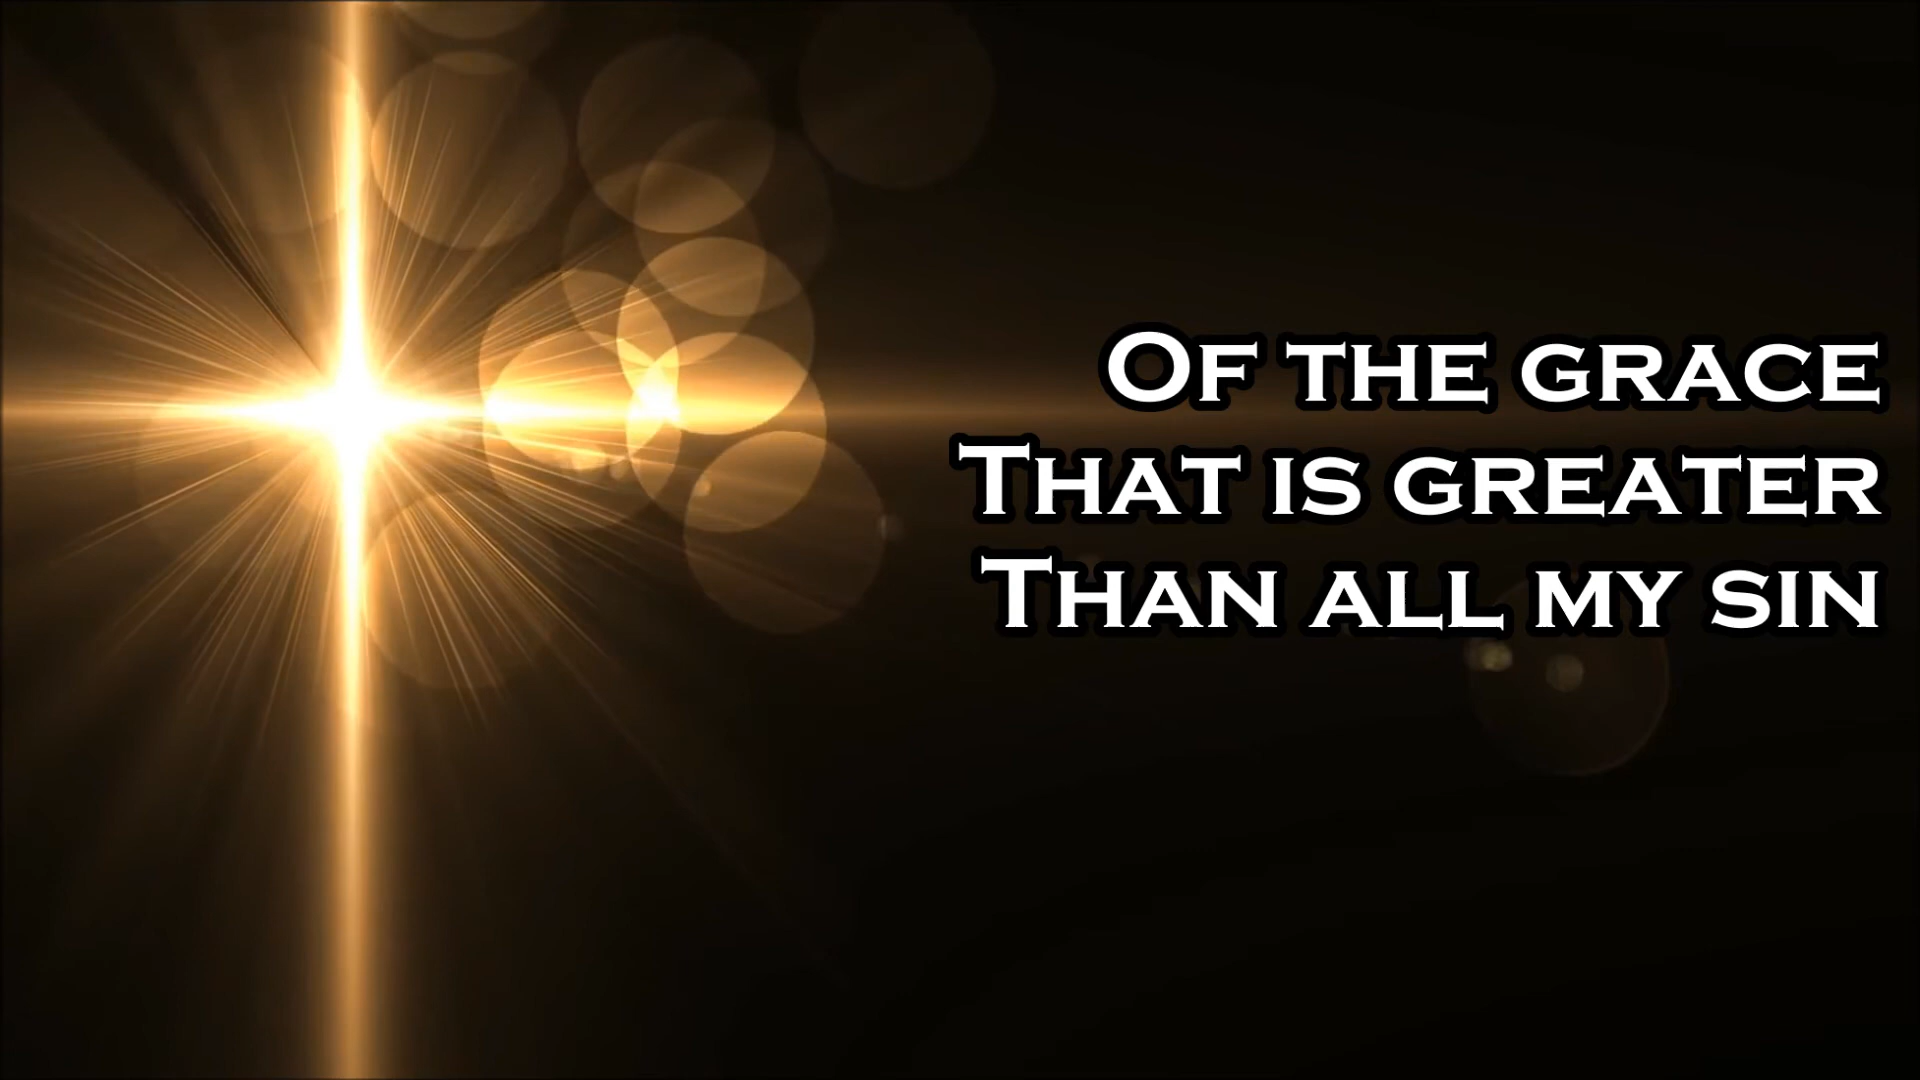 Of the grace
That is greater
Than all my sin